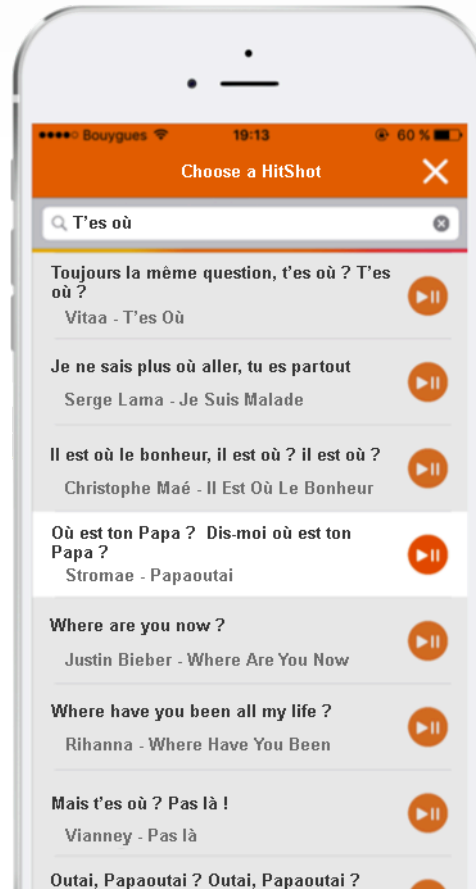 Bouygues 19:13 60 %
Choose a HitShot
T'es où
Toujours la même question, t'es où ? T'es
où ?
Vitaa - T'es Où
Je ne sais plus où aller, tu es partout
Serge Lama - Je Suis Malade
Il est où le bonheur, il est où ? il est où ?
Christophe Maé - Il Est Où Le Bonheur
Où est ton Papa ?  Dis-moi où est ton
Papa ?
Stromae - Papaoutai
Where are you now ?
Justin Bieber - Where Are You Now
Where have you been all my life ?
Rihanna - Where Have You Been
Mais t'es où ? Pas là !
Vianney - Pas là
Outai, Papaoutai ? Outai, Papaoutai ?